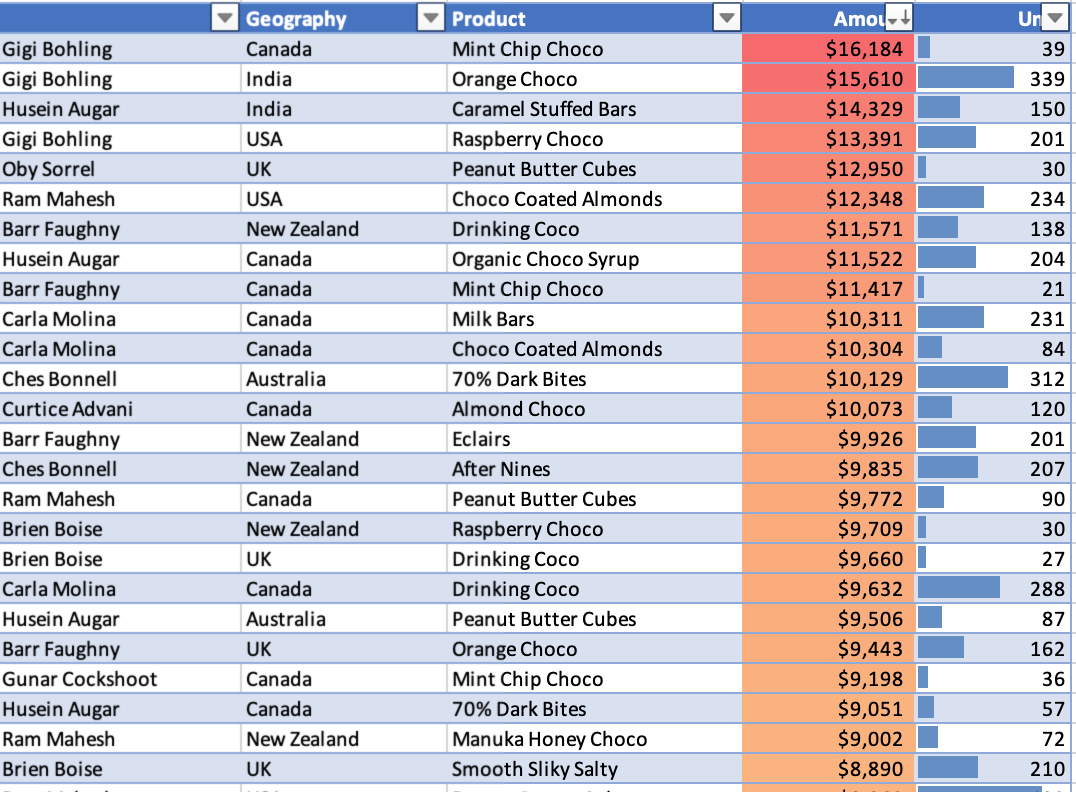 Geography Product Amou Un
Gigi Bohling Canada Mint Chip Choco $16,184 39
Gigi Bohling India Orange Choco $15,610 339
Husein Augar India Caramel Stuffed Bars $14,329 150
Gigi Bohling USA Raspberry Choco $13,391 201
Oby Sorrel UK Peanut Butter Cubes $12,950 30
Ram Mahesh USA Choco Coated Almonds $12,348 234
Barr Faughny New Zealand Drinking Coco $11,571 138
Husein Augar Canada Organic Choco Syrup $11,522 204
Barr Faughny Canada Mint Chip Choco $11,417 21
Carla Molina Canada Milk Bars $10,311 231
Carla Molina Canada Choco Coated Almonds $10,304 84
Ches Bonnell Australia 70% Dark Bites $10,129 312
Curtice Advani Canada Almond Choco $10,073 120
Barr Faughny New Zealand Eclairs $9,926 201
Ches Bonnell New Zealand After Nines $9,835 207
Ram Mahesh Canada Peanut Butter Cubes $9,772 90
Brien Boise New Zealand Raspberry Choco $9,709 30
Brien Boise UK Drinking Coco $9,660 27
Carla Molina Canada Drinking Coco $9,632 288
Husein Augar Australia Peanut Butter Cubes $9,506 87
Barr Faughny UK Orange Choco $9,443 162
Gunar Cockshoot Canada Mint Chip Choco $9,198 36
Husein Augar Canada 70% Dark Bites $9,051 57
Ram Mahesh New Zealand Manuka Honey Choco $9,002 72
Brien Boise UK Smooth Sliky Salty $8,890 210